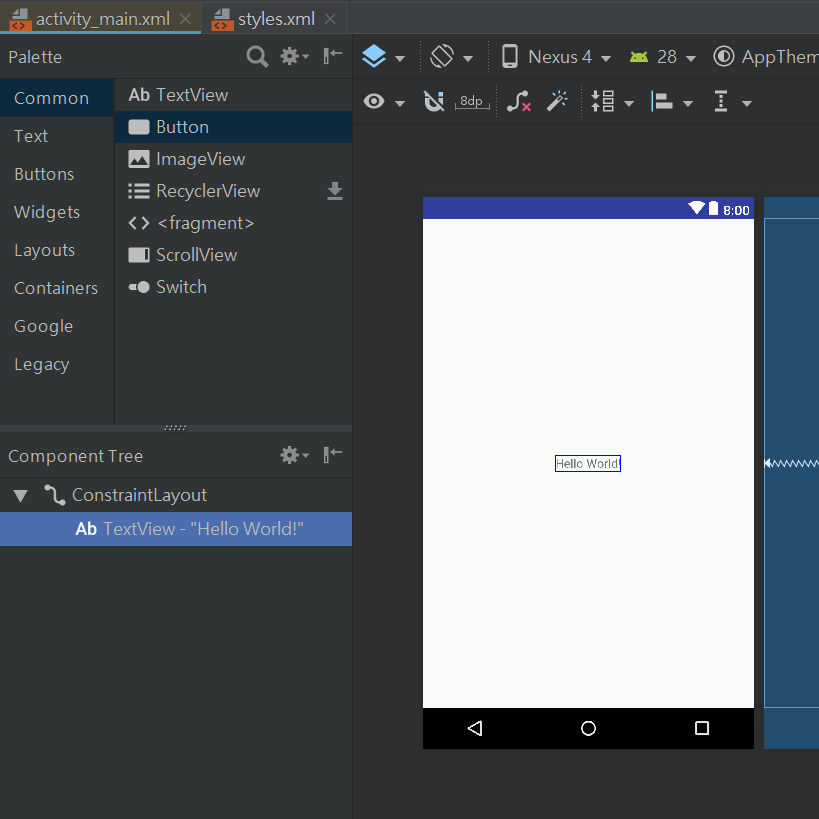 activity_main.xml
styles.xml
Palette
Nexus 4
28
AppThem
8dp
Common
Text
Buttons
Widgets
Layouts
Containers
Google
Legacy
Ab TextView
Button
ImageView
RecyclerView
<fragment>
ScrollView
Switch
Component Tree
ConstraintLayout
Ab TextView - "Hello World!"
8:00
Hello World!